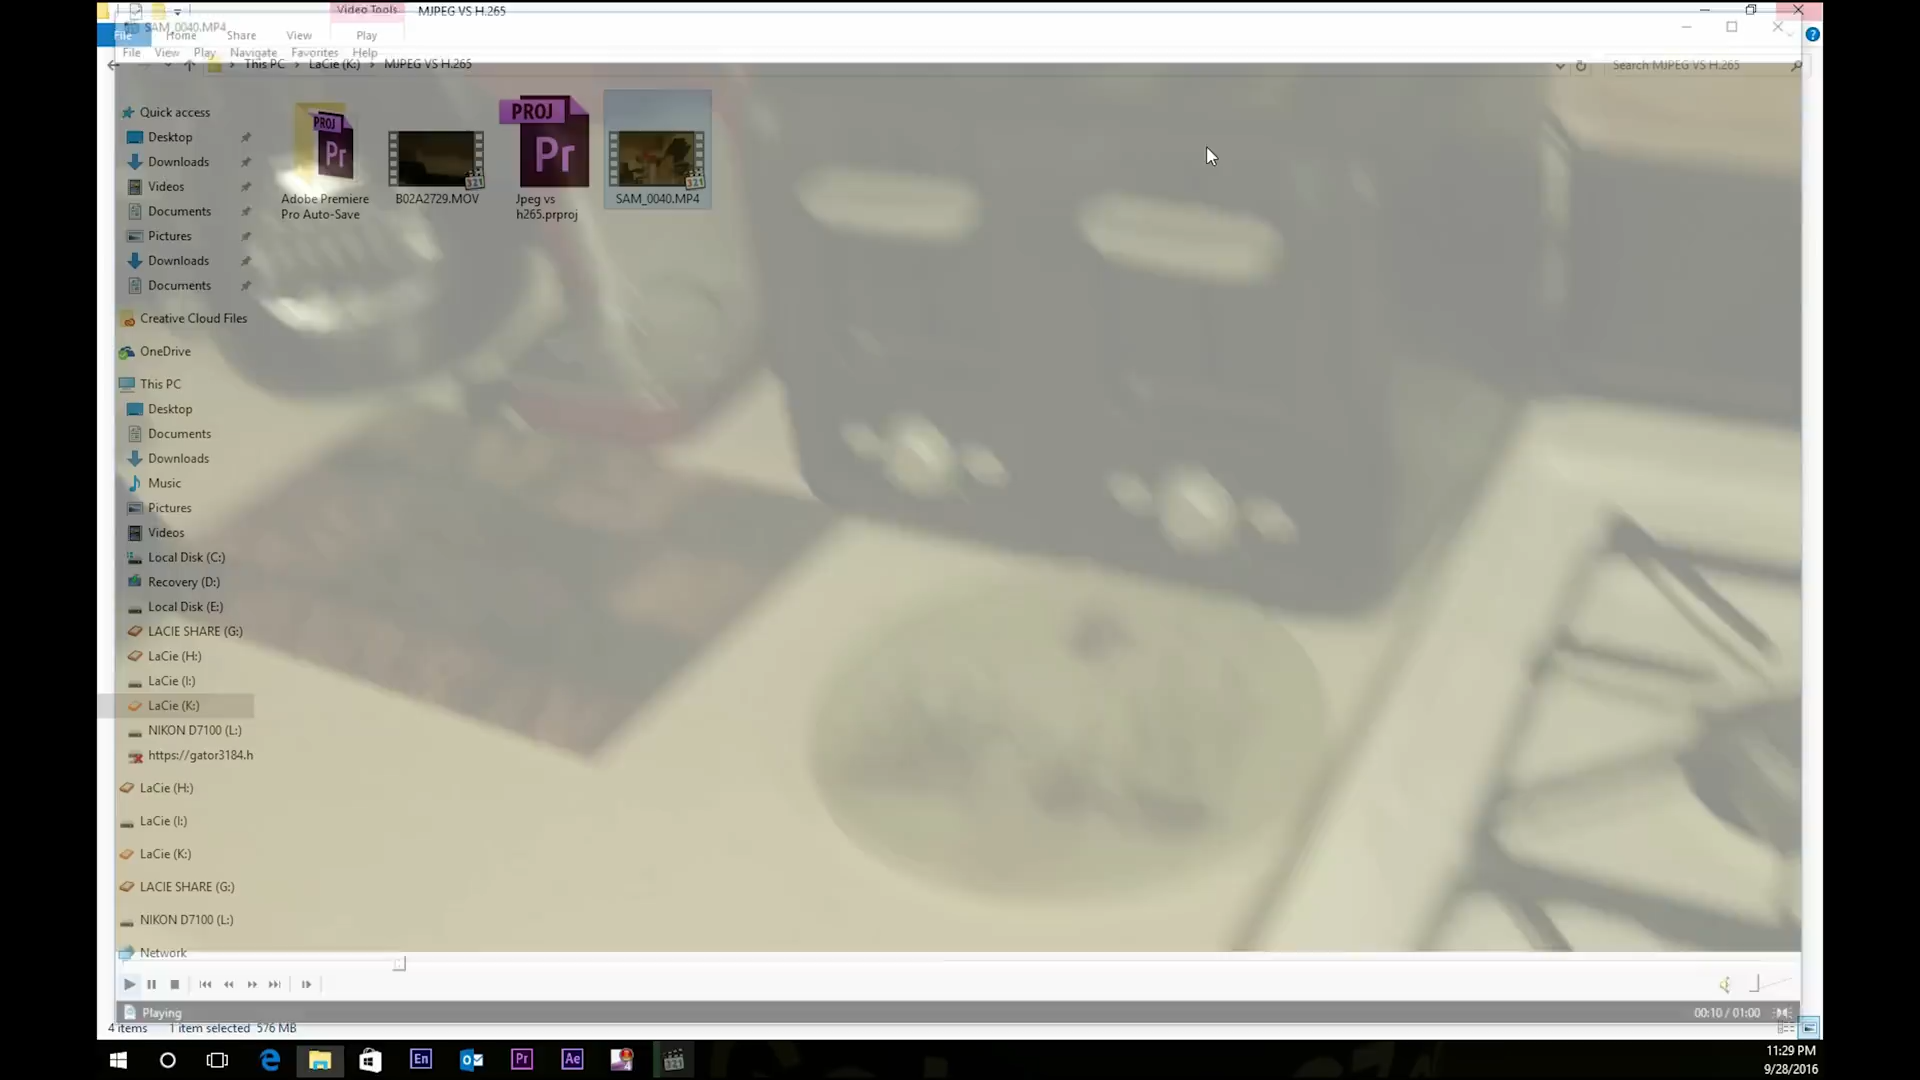 Video Tools
MJPEG VS H.265
SAM_0040.MP4
File
Home
Share
View
Play
File
View
Play
Navigate
Favorites
Help
This PC
LaCie (K:)
MJPEG VS H.265
Search MJPEG VS H.265
Quick access
Desktop
Downloads
Videos
Documents
Pictures
Downloads
Documents
Creative Cloud Files
OneDrive
This PC
Desktop
Documents
Downloads
Music
Pictures
Videos
Local Disk (C:)
Recovery (D:)
Local Disk (E:)
LACIE SHARE (G:)
LaCie (H:)
LaCie (I:)
LaCie (K:)
NIKON D7100 (L:)
https://gator3184.h
LaCie (H:)
LaCie (I:)
LaCie (K:)
LACIE SHARE (G:)
NIKON D7100 (L:)
Network
PROJ
Pr
Adobe Premiere
Pro Auto-Save
321
B02A2729.MOV
PROJ
Pr
Jpeg vs
h265.prproj
321
SAM_0040.MP4
Playing
00:10 / 01:00
4 items
1 item selected 576 MB
En
Pr
Ae
4
321
11:29 PM
9/28/2016